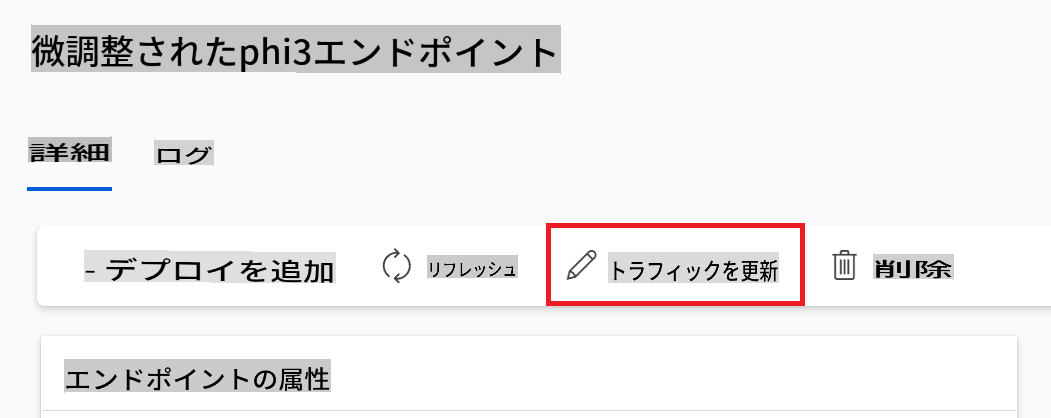 微調整されたphi3エンドポイント
詳細 ログ
- デプロイを追加 リフレッシュ トラフィックを更新 削除
エンドポイントの属性